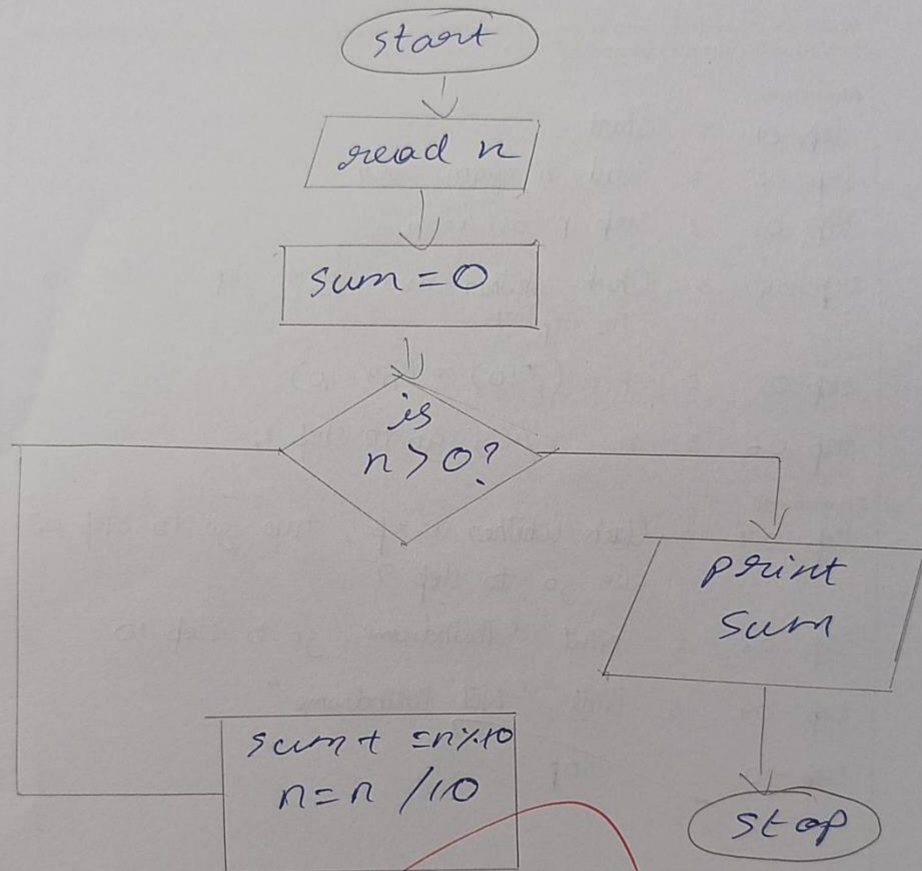 start
read n
sum = 0
is
n > 0?
print
sum
sum + = n % 10
n = n / 10
stop